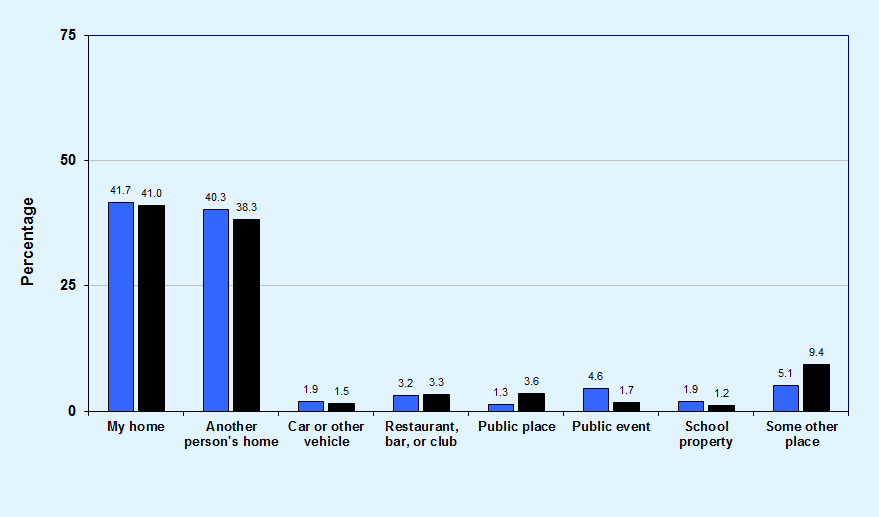 75
50
25
0
Percentage
41.7 41.0
40.3 38.3
1.9 1.5
3.2 3.3
1.3 3.6
4.6 1.7
1.9 1.2
5.1 9.4
My home
Another
person's home
Car or other
vehicle
Restaurant,
bar, or club
Public place
Public event
School
property
Some other
place